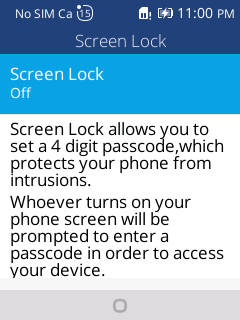 No SIM Ca 15 11:00 PM
Screen Lock
Screen Lock
Off
Screen Lock allows you to
set a 4 digit passcode,which
protects your phone from
intrusions.
Whoever turns on your
phone screen will be
prompted to enter a
passcode in order to access
your device.